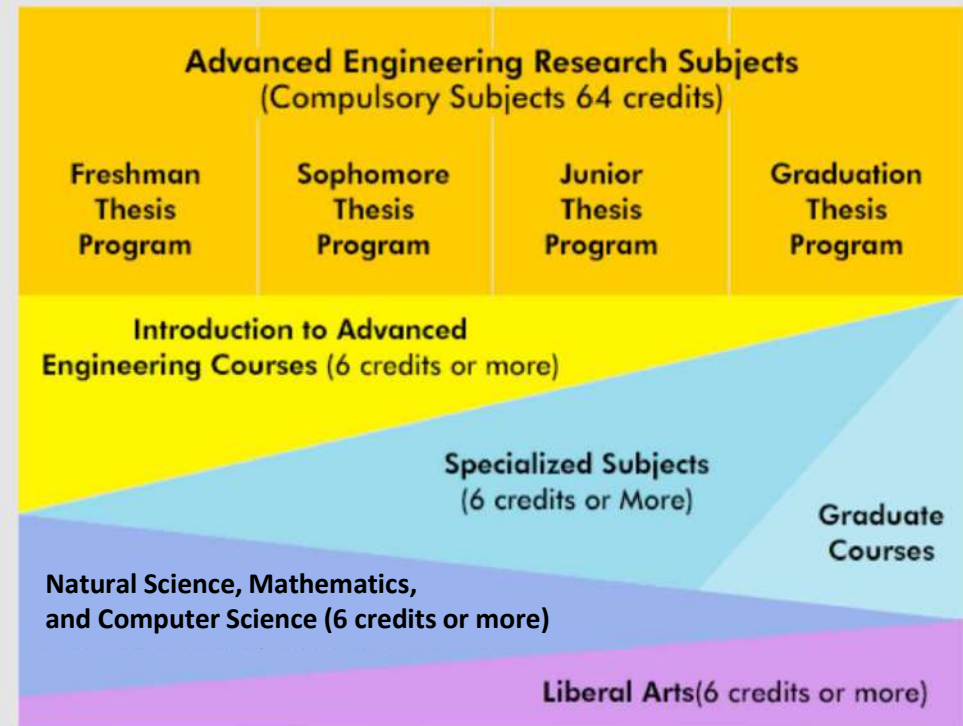 Advanced Engineering Research Subjects
(Compulsory Subjects 64 credits)
Freshman
Thesis
Program
Sophomore
Thesis
Program
Junior
Thesis
Program
Graduation
Thesis
Program
Introduction to Advanced
Engineering Courses (6 credits or more)
Specialized Subjects
(6 credits or More)
Graduate
Courses
Natural Science, Mathematics,
and Computer Science (6 credits or more)
Liberal Arts(6 credits or more)